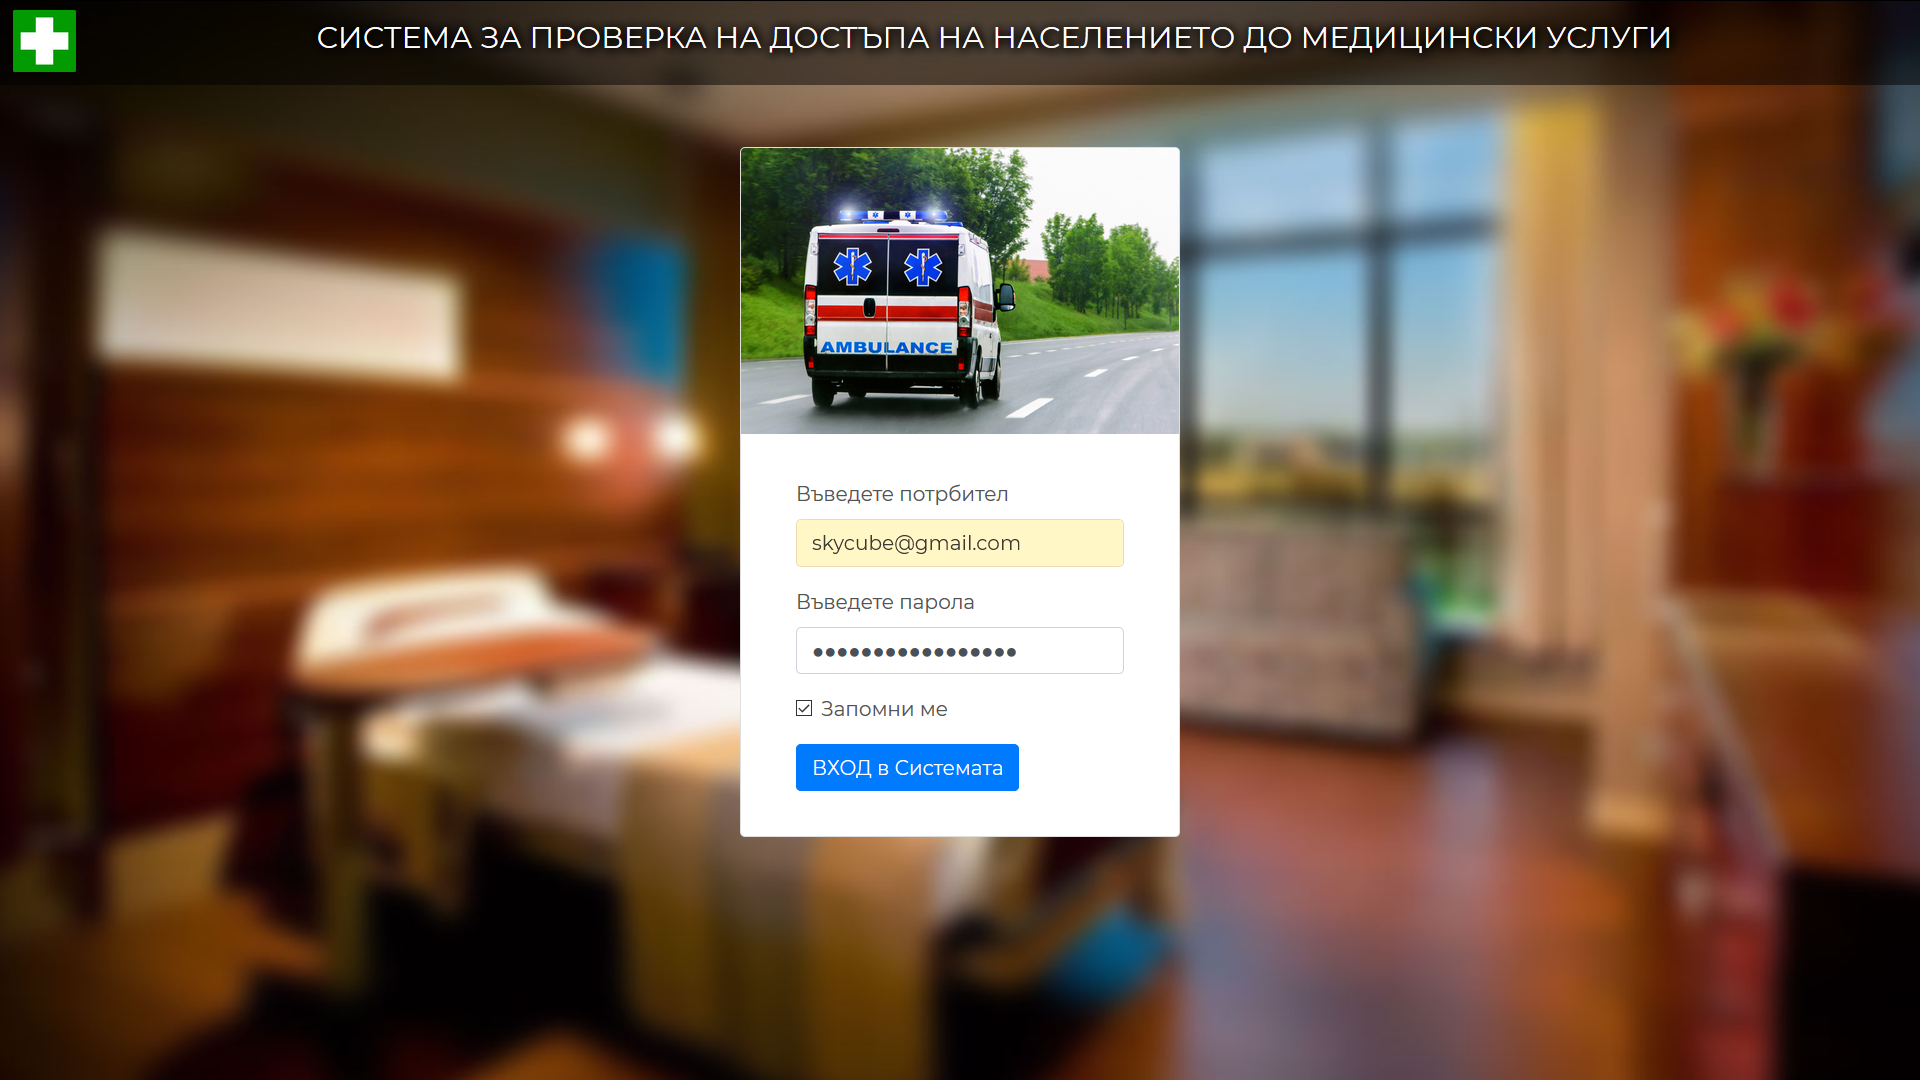 СИСТЕМА ЗА ПРОВЕРКА НА ДОСТЪПА НА НАСЕЛЕНИЕТО ДО МЕДИЦИНСКИ УСЛУГИ
AMBULANCE
Въведете потрбител
skycube@gmail.com
Въведете парола
•••••••••••••••••
Запомни ме
ВХОД в Системата